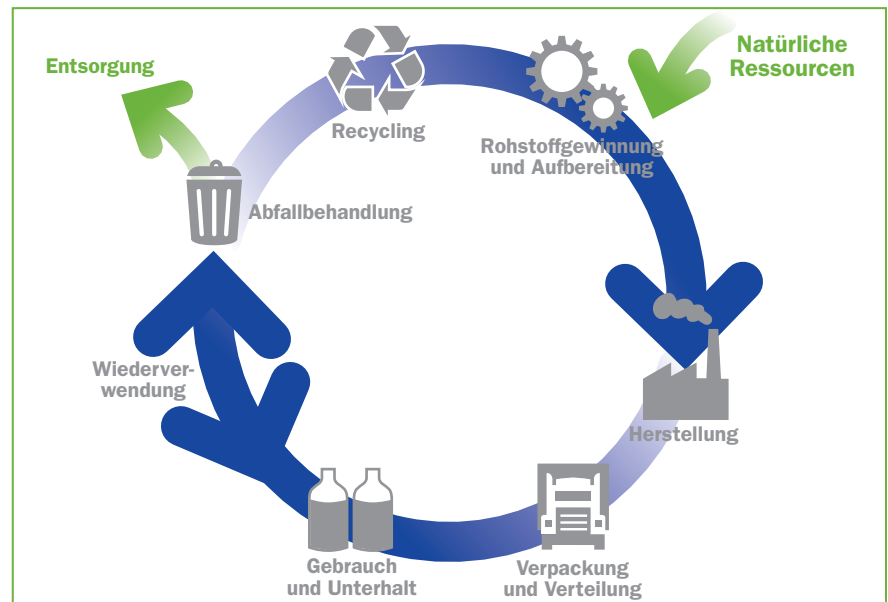 Entsorgung
Natürliche
Ressourcen
Recycling
Rohstoffgewinnung
und Aufbereitung
Abfallbehandlung
Wiederver-
wendung
Herstellung
Gebrauch
und Unterhalt
Verpackung
und Verteilung